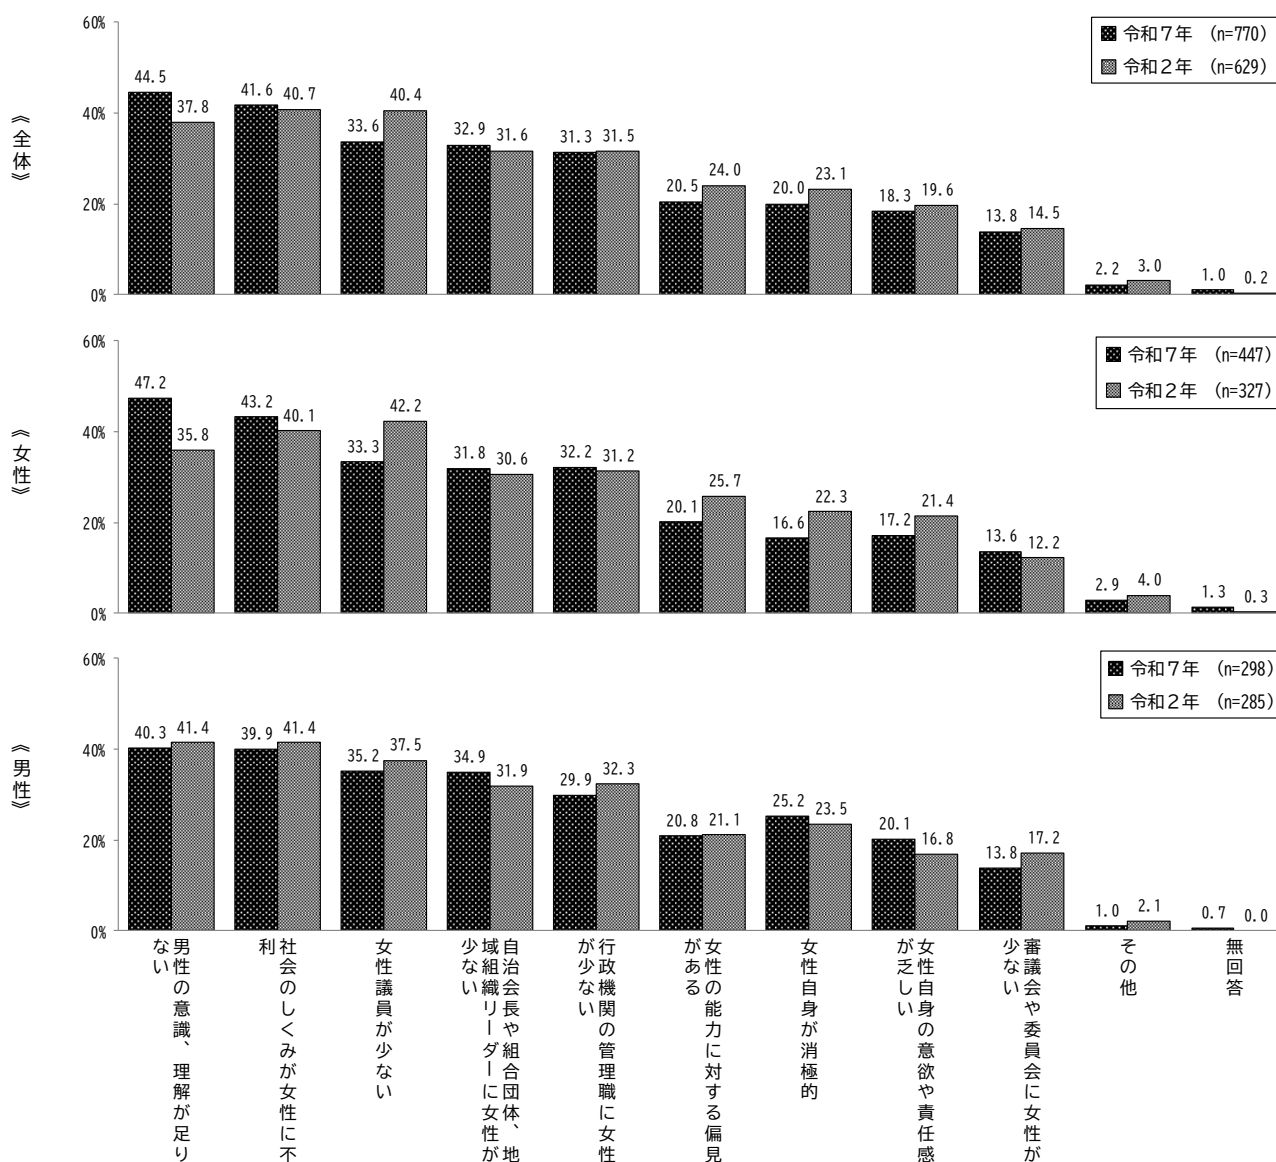 《全体》
60%
40%
20%
0%
令和7年 (n=770)
令和2年 (n=629)
44.5 37.8 41.6 40.7 33.6 40.4 32.9 31.6 31.3 31.5 20.5 24.0 20.0 23.1 18.3 19.6 13.8 14.5 2.2 3.0 1.0 0.2
《女性》
60%
40%
20%
0%
令和7年 (n=447)
令和2年 (n=327)
47.2 35.8 43.2 40.1 33.3 42.2 31.8 30.6 32.2 31.2 20.1 25.7 16.6 22.3 17.2 21.4 13.6 12.2 2.9 4.0 1.3 0.3
《男性》
60%
40%
20%
0%
令和7年 (n=298)
令和2年 (n=285)
40.3 41.4 39.9 41.4 35.2 37.5 34.9 31.9 29.9 32.3 20.8 21.1 25.2 23.5 20.1 16.8 13.8 17.2 1.0 2.1 0.7 0.0
男性の意識、理解が足り
ない
社会のしくみが女性に不
利
女性議員が少ない
自治会長や組合団体、地
域組織リーダーに女性が
少ない
行政機関の管理職に女性
が少ない
女性の能力に対する偏見
がある
女性自身が消極的
女性自身の意欲や責任感
が乏しい
審議会や委員会に女性が
少ない
その他
無回答